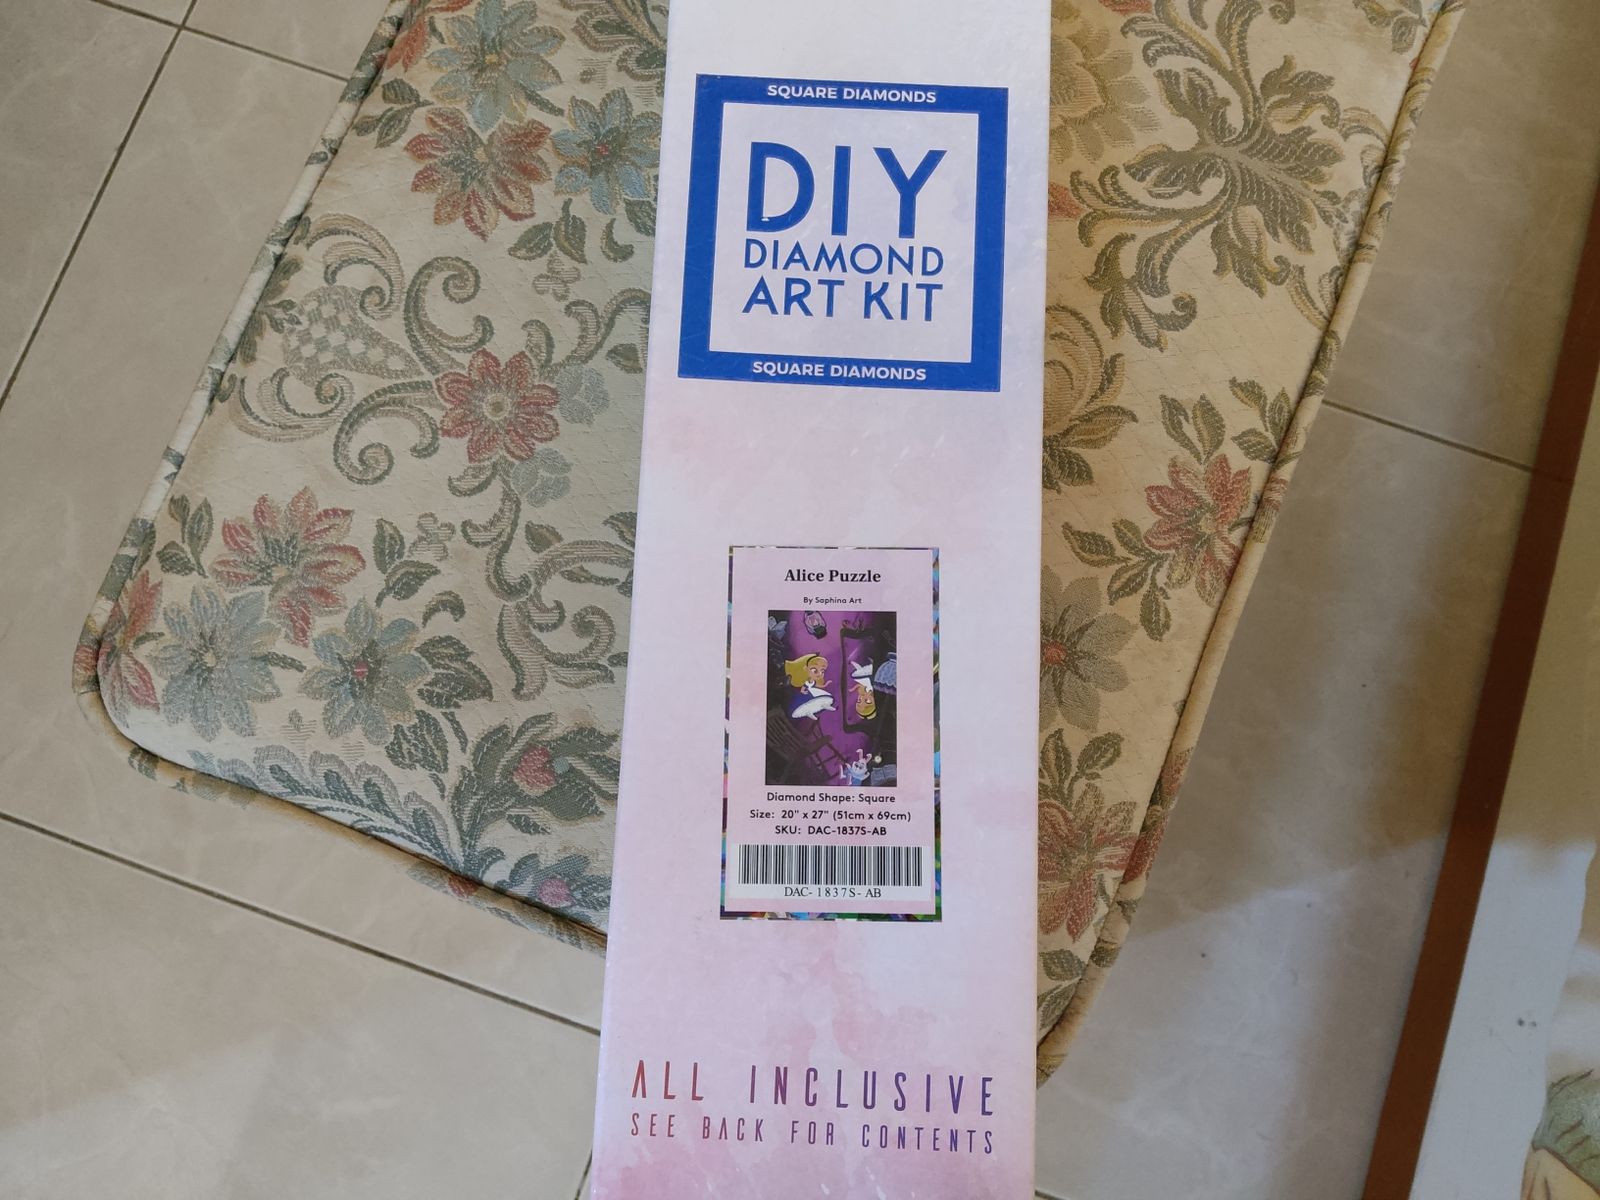 SQUARE DIAMONDS
DIY
DIAMOND
ART KIT
SQUARE DIAMONDS
Alice Puzzle
By Saphina Art
Diamond Shape: Square
Size: 20" x 27" (51cm x 69cm)
SKU: DAC-1837S-AB
DAC-1837S-AB
ALL INCLUSIVE
SEE BACK FOR CONTENTS